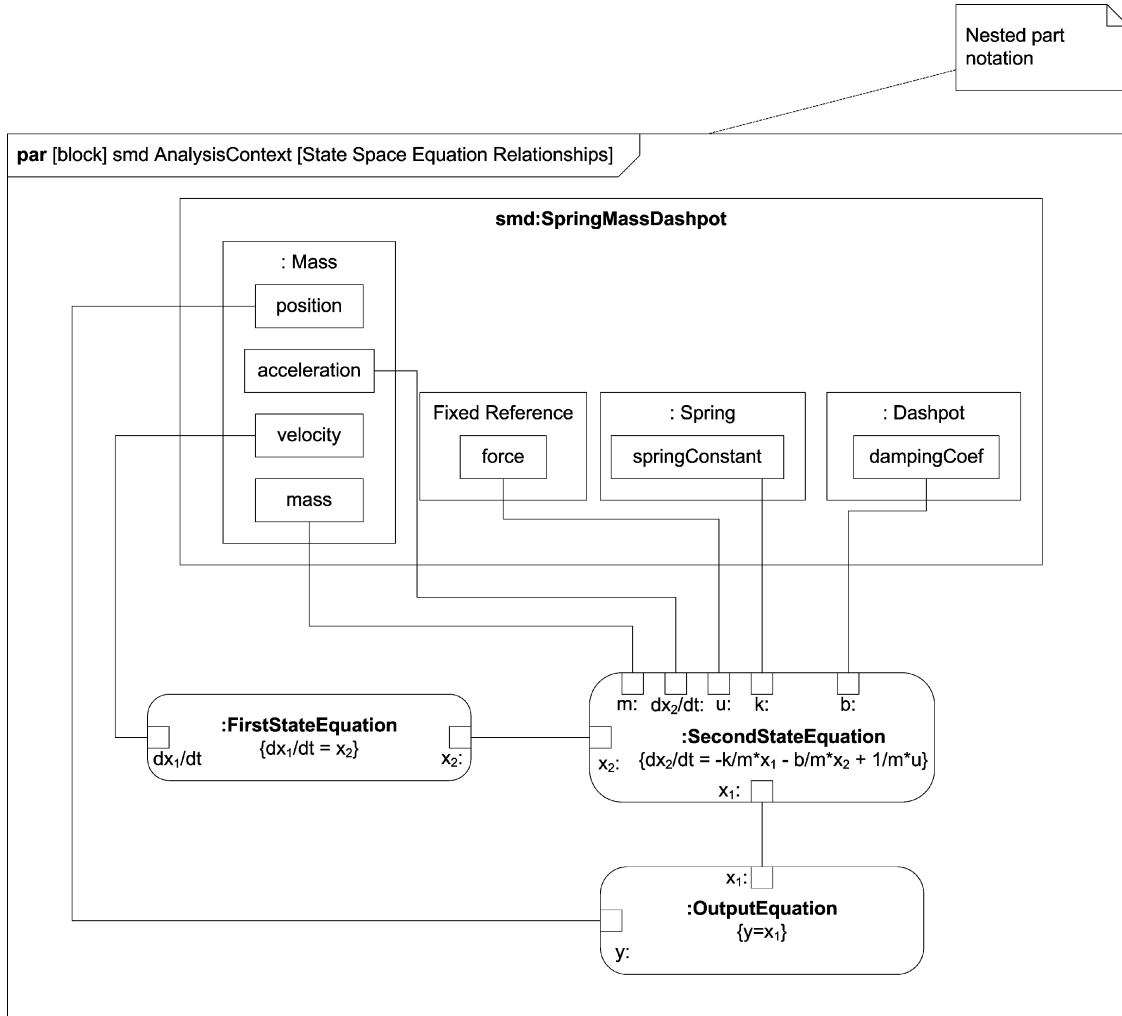 Nested part
notation
par [block] smd AnalysisContext [State Space Equation Relationships]
smd:SpringMassDashpot
: Mass
position
acceleration
velocity
mass
Fixed Reference
force
: Spring
springConstant
: Dashpot
dampingCoef
m: dx₂/dt: u: k: b:
:FirstStateEquation
{dx₁/dt = x₂}
dx₁/dt
x₂:
:SecondStateEquation
x₂: {dx₂/dt = -k/m*x₁ - b/m*x₂ + 1/m*u}
x₁:
x₁:
:OutputEquation
{y=x₁}
y: